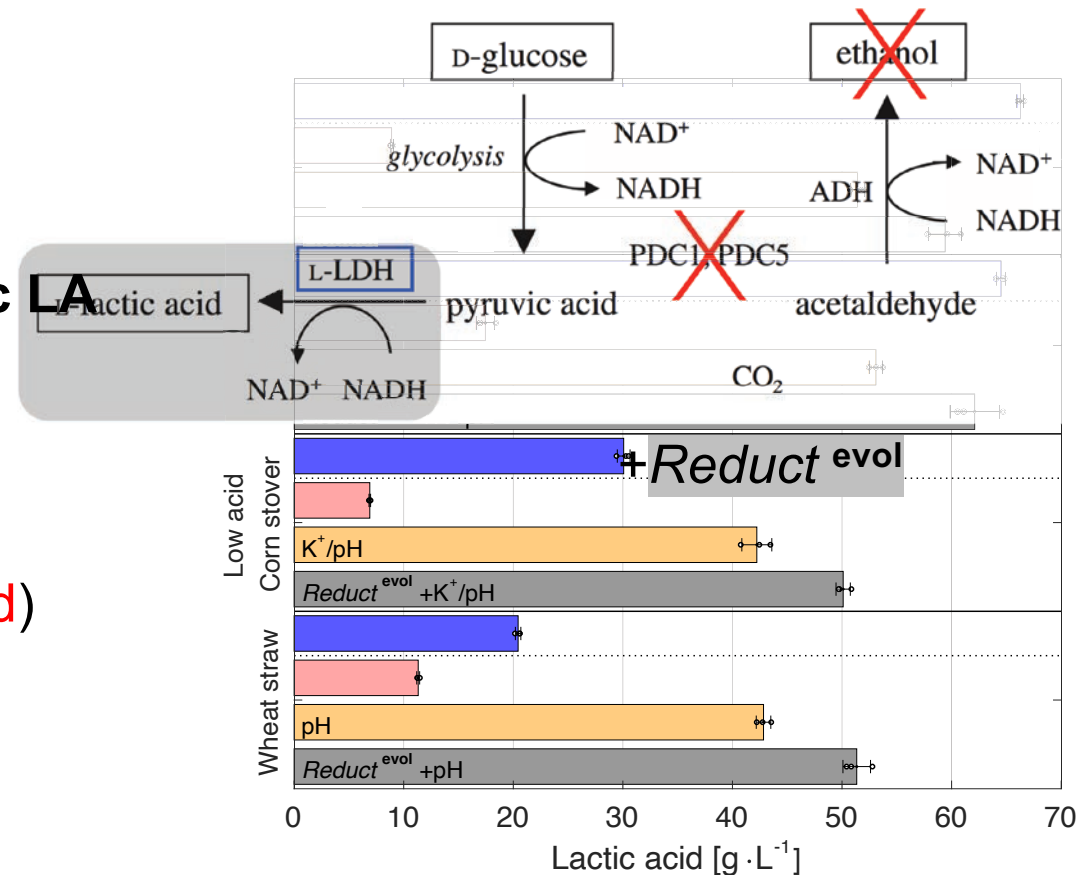 D-glucose
ethanol
NAD⁺
glycolysis
NADH
ADH
NAD⁺
NADH
PDC1, PDC5
c LA
L-lactic acid
L-LDH
pyruvic acid
acetaldehyde
NAD⁺ NADH
CO₂
+Reduct evol
Low acid
Corn stover
K⁺/pH
Reduct evol +K⁺/pH
d)
Wheat straw
pH
Reduct evol +pH
0 10 20 30 40 50 60 70
Lactic acid [g·L⁻¹]